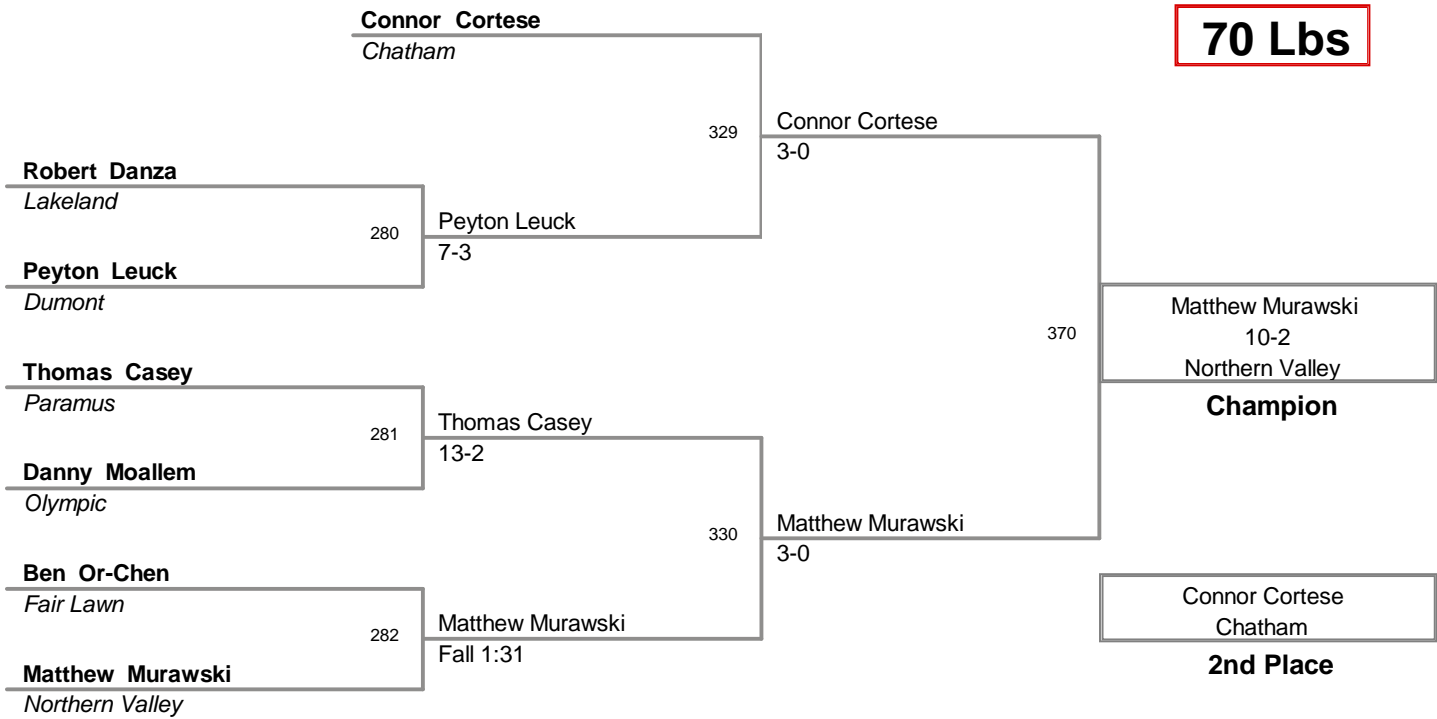 Connor Cortese
Chatham
70 Lbs
329
Connor Cortese
3-0
Robert Danza
Lakeland
280
Peyton Leuck
7-3
Peyton Leuck
Dumont
370
Matthew Murawski
10-2
Northern Valley
Champion
Thomas Casey
Paramus
281
Thomas Casey
13-2
Danny Moallem
Olympic
330
Matthew Murawski
3-0
Ben Or-Chen
Fair Lawn
282
Matthew Murawski
Fall 1:31
Matthew Murawski
Northern Valley
Connor Cortese
Chatham
2nd Place